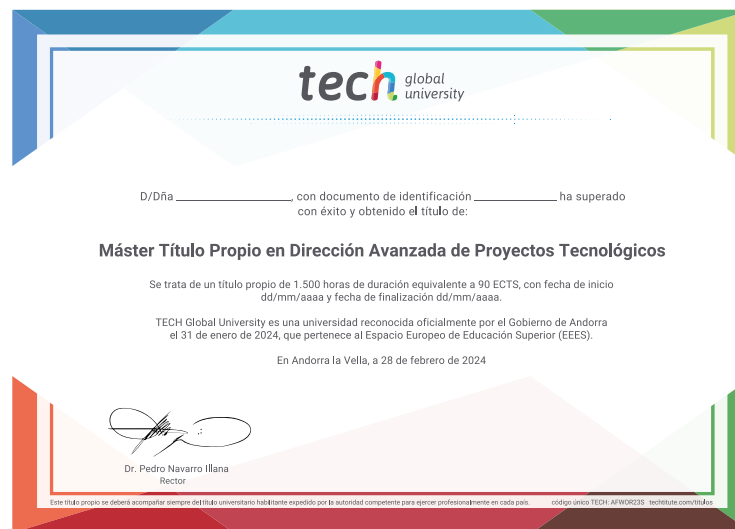 tech global university
D/Dña ______________, con documento de identificación __________ ha superado
con éxito y obtenido el título de:
Máster Título Propio en Dirección Avanzada de Proyectos Tecnológicos
Se trata de un título propio de 1.500 horas de duración equivalente a 90 ECTS, con fecha de inicio
dd/mm/aaaa y fecha de finalización dd/mm/aaaa.
TECH Global University es una universidad reconocida oficialmente por el Gobierno de Andorra
el 31 de enero de 2024, que pertenece al Espacio Europeo de Educación Superior (EEES).
En Andorra la Vella, a 28 de febrero de 2024
Dr. Pedro Navarro Illana
Rector
Este título propio se deberá acompañar siempre del título universitario habilitante expedido por la autoridad competente para ejercer profesionalmente en cada país. código único TECH: AFWOR23S techtitute.com/titulos